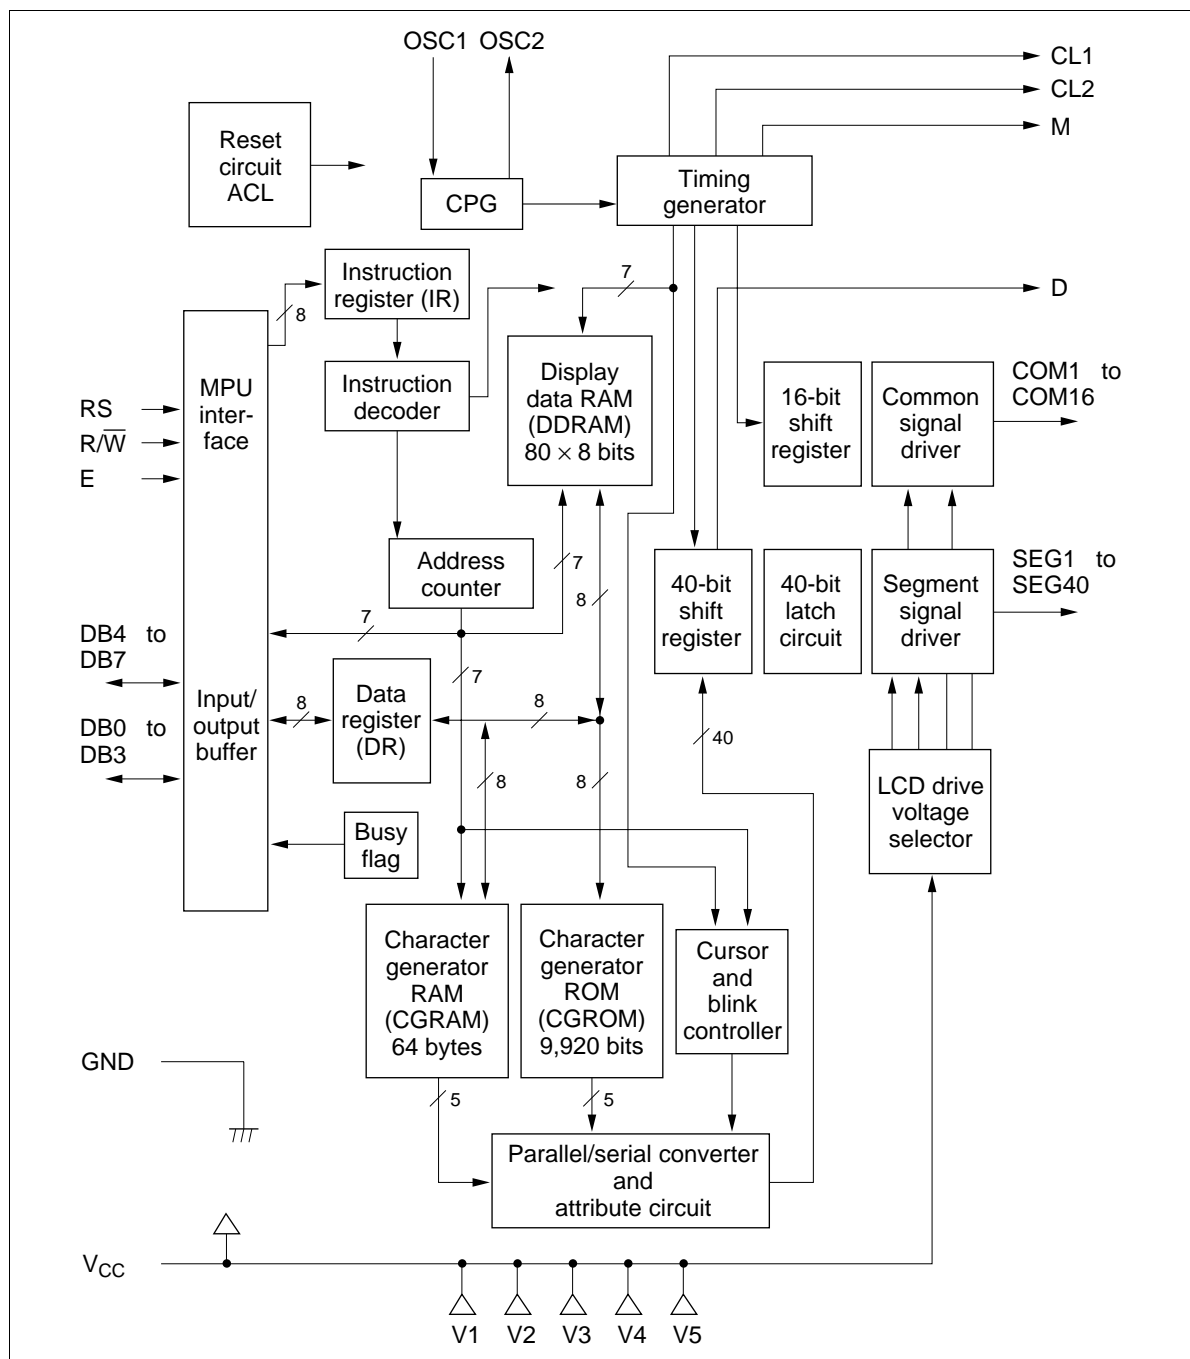 OSC1 OSC2
CL1
CL2
M
Reset
circuit
ACL
CPG
Timing
generator
Instruction
register (IR)
7
8
D
MPU
inter-
face
Instruction
decoder
Display
data RAM
(DDRAM)
80 × 8 bits
16-bit
shift
register
Common
signal
driver
COM1 to
COM16
RS
R/W̅
E
Address
counter
7
8
40-bit
shift
register
40-bit
latch
circuit
Segment
signal
driver
SEG1 to
SEG40
DB4 to
DB7
7
7
Input/
output
buffer
8
Data
register
(DR)
8
DB0 to
DB3
8
8
40
LCD drive
voltage
selector
Busy
flag
Character
generator
RAM
(CGRAM)
64 bytes
Character
generator
ROM
(CGROM)
9,920 bits
Cursor
and
blink
controller
GND
5
5
Parallel/serial converter
and
attribute circuit
VCC
V1 V2 V3 V4 V5